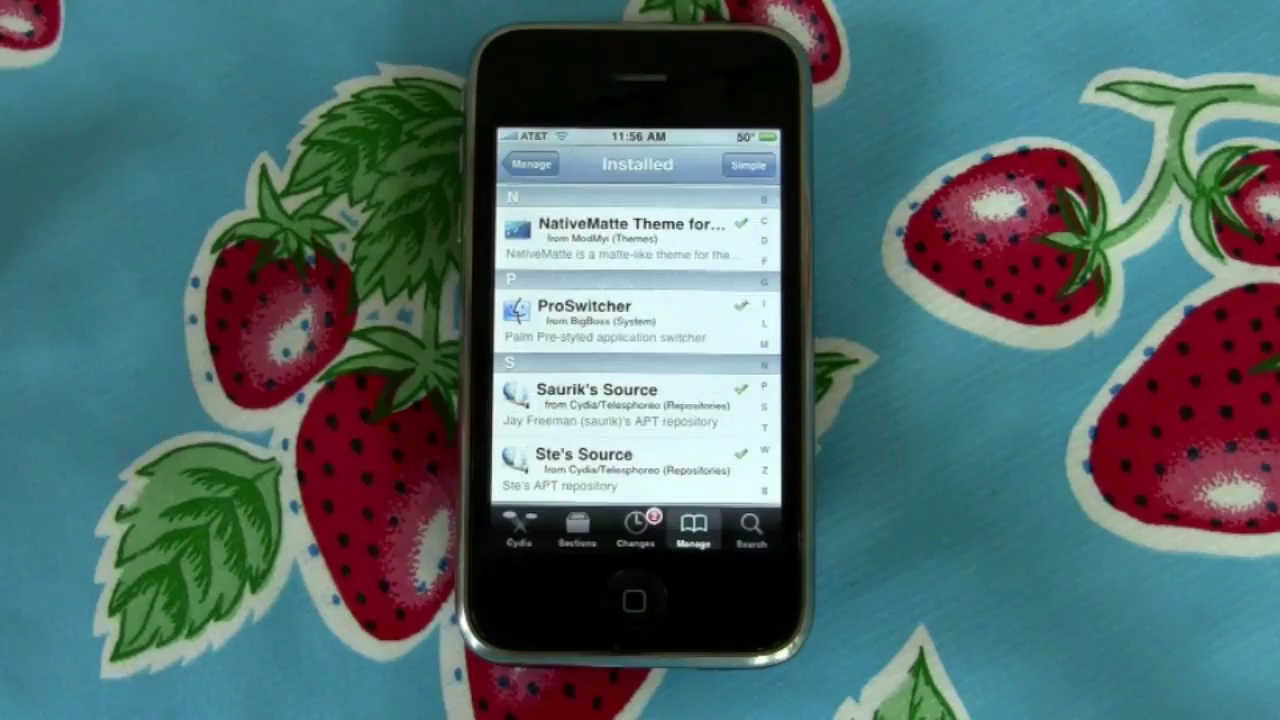 AT&T 11:56 AM 50°
Manage Installed Simple
N
NativeMatte Theme for...
from ModMyi (Themes)
NativeMatte is a matte-like theme for the...
P
ProSwitcher
from BigBoss (System)
Palm Pre-styled application switcher
S
Saurik's Source
from Cydia/Telesphoreo (Repositories)
Jay Freeman (saurik)'s APT repository
Ste's Source
from Cydia/Telesphoreo (Repositories)
Ste's APT repository
B
C
D
F
G
I
L
M
N
P
S
T
W
Z
#
2
Cydia Sections Changes Manage Search